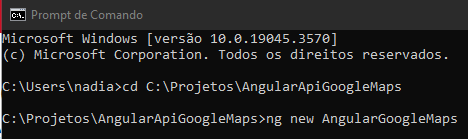 Prompt de Comando
Microsoft Windows [versão 10.0.19045.3570]
(c) Microsoft Corporation. Todos os direitos reservados.
C:\Users\nadia>cd C:\Projetos\AngularApiGoogleMaps
C:\Projetos\AngularApiGoogleMaps>ng new AngularGoogleMaps